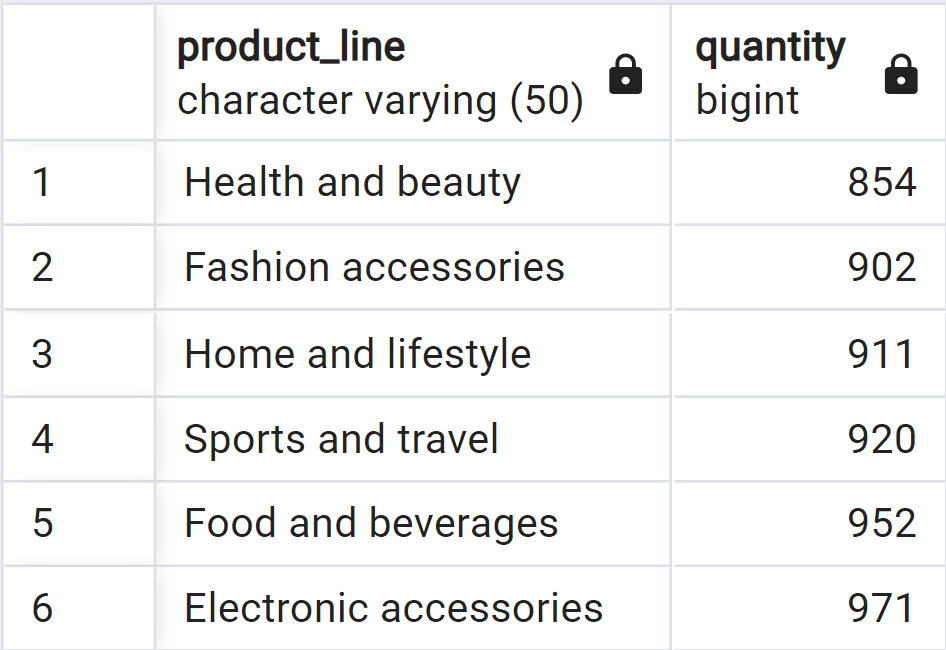 product_line quantity
character varying (50) bigint
1 Health and beauty 854
2 Fashion accessories 902
3 Home and lifestyle 911
4 Sports and travel 920
5 Food and beverages 952
6 Electronic accessories 971